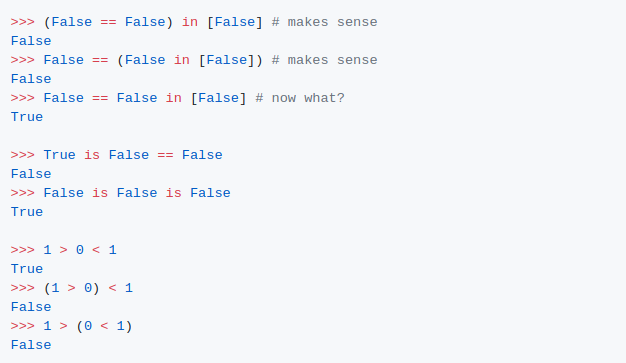 >>> (False == False) in [False] # makes sense
False
>>> False == (False in [False]) # makes sense
False
>>> False == False in [False] # now what?
True

>>> True is False == False
False
>>> False is False is False
True

>>> 1 > 0 < 1
True
>>> (1 > 0) < 1
False
>>> 1 > (0 < 1)
False